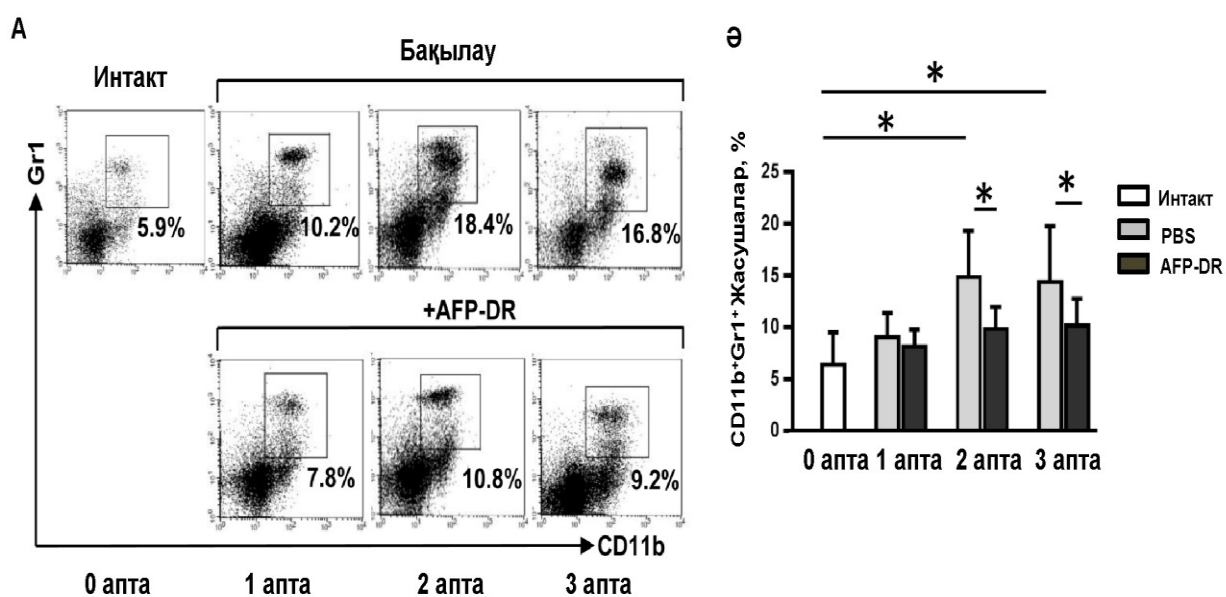 A
Интакт
Бақылау
Gr1
5.9%
10.2%
18.4%
16.8%
+AFP-DR
7.8%
10.8%
9.2%
CD11b
0 апта
1 апта
2 апта
3 апта
Ә
*
*
*
*
CD11b⁺Gr1⁺ Жасушалар, %
25
20
15
10
5
0
0 апта
1 апта
2 апта
3 апта
Интакт
PBS
AFP-DR